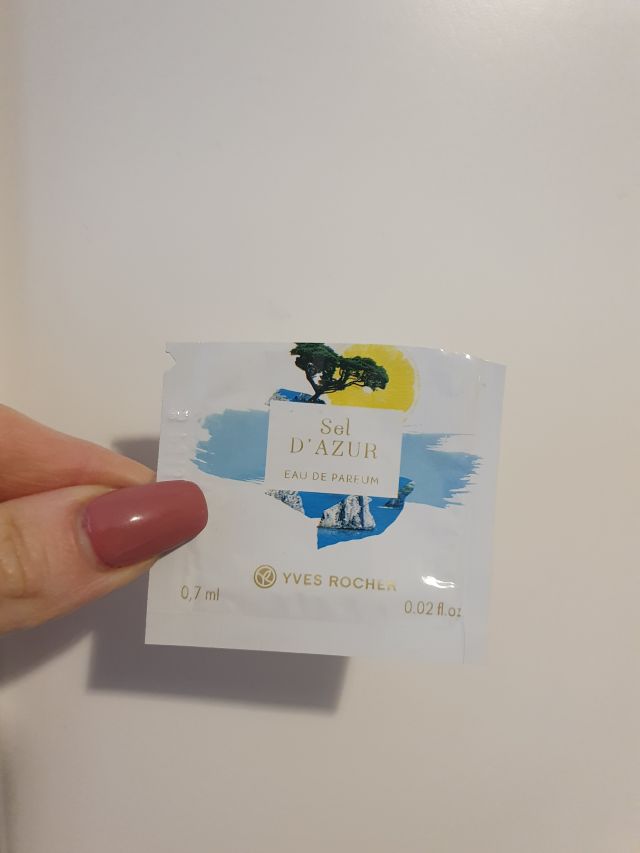 Sel
D'AZUR
EAU DE PARFUM
YVES ROCHER
0,7 ml
0.02 fl.oz